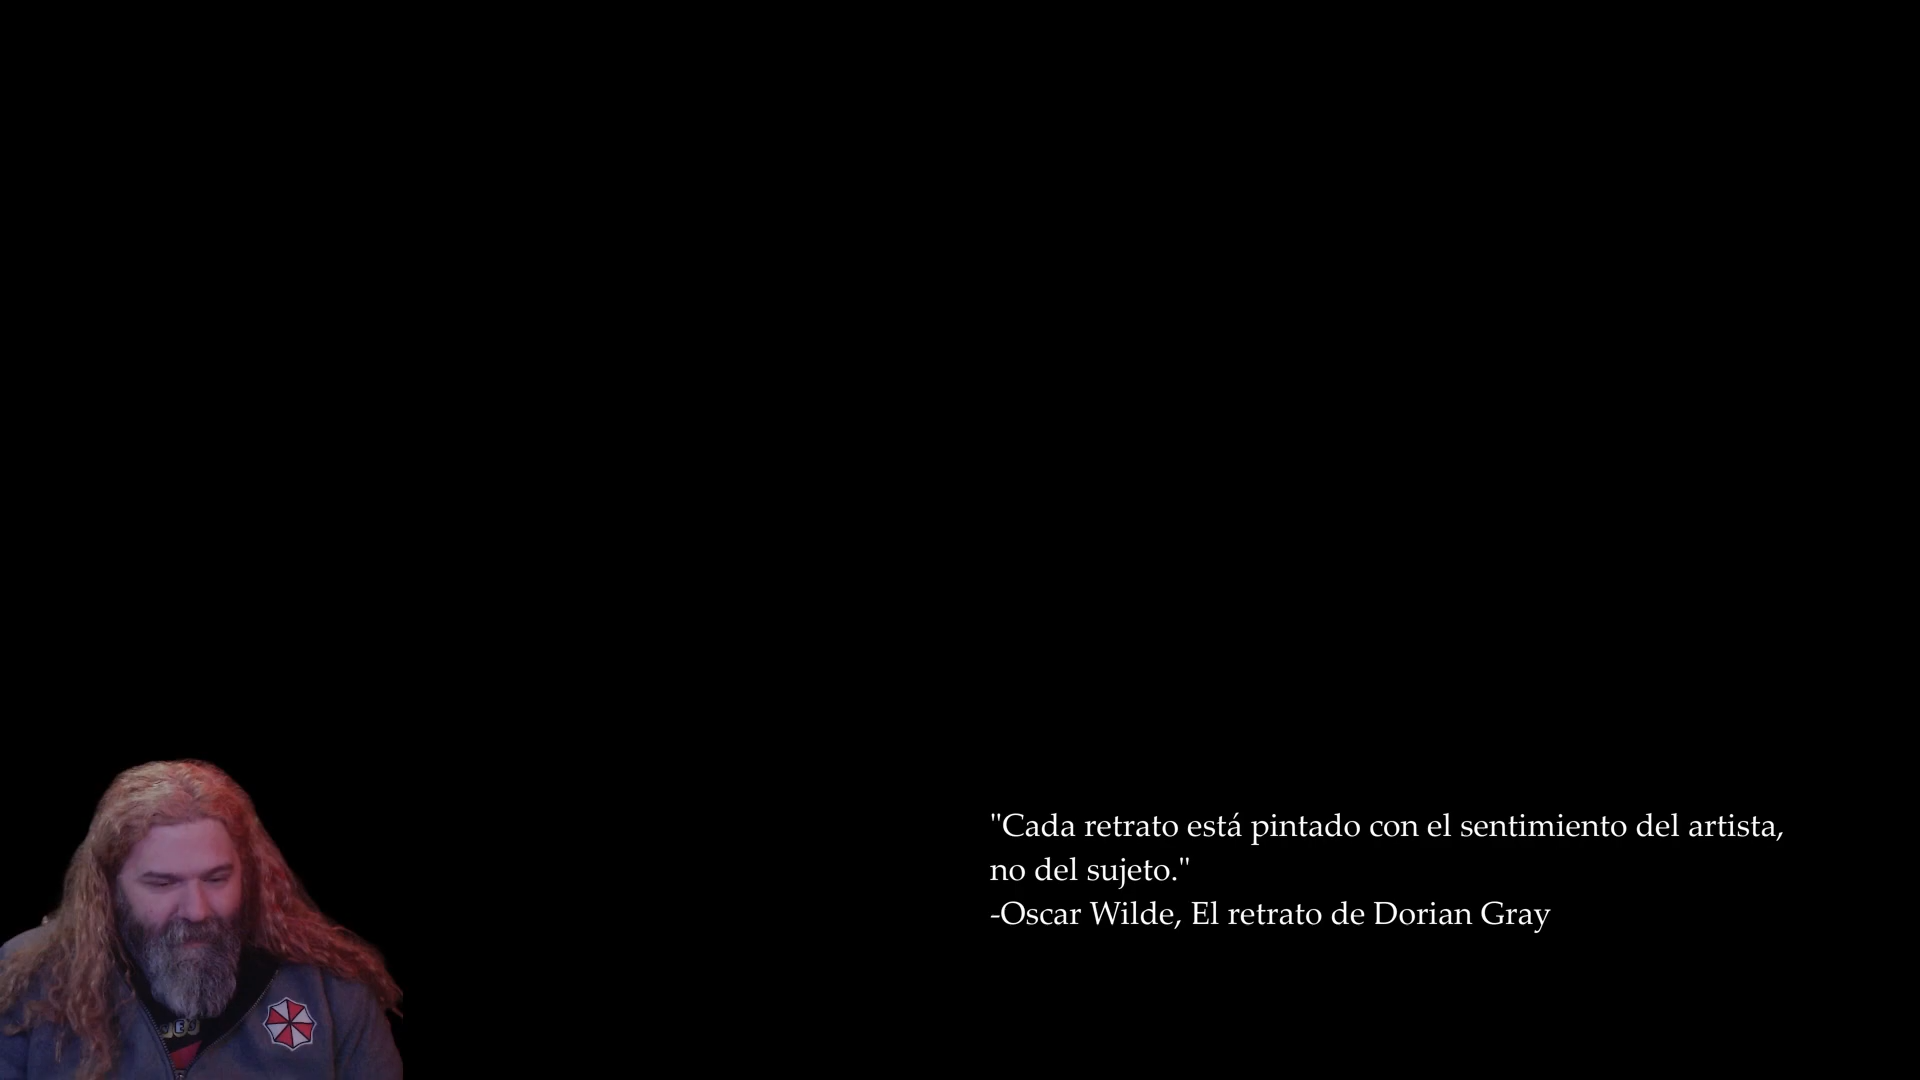 "Cada retrato está pintado con el sentimiento del artista,
no del sujeto."
-Oscar Wilde, El retrato de Dorian Gray